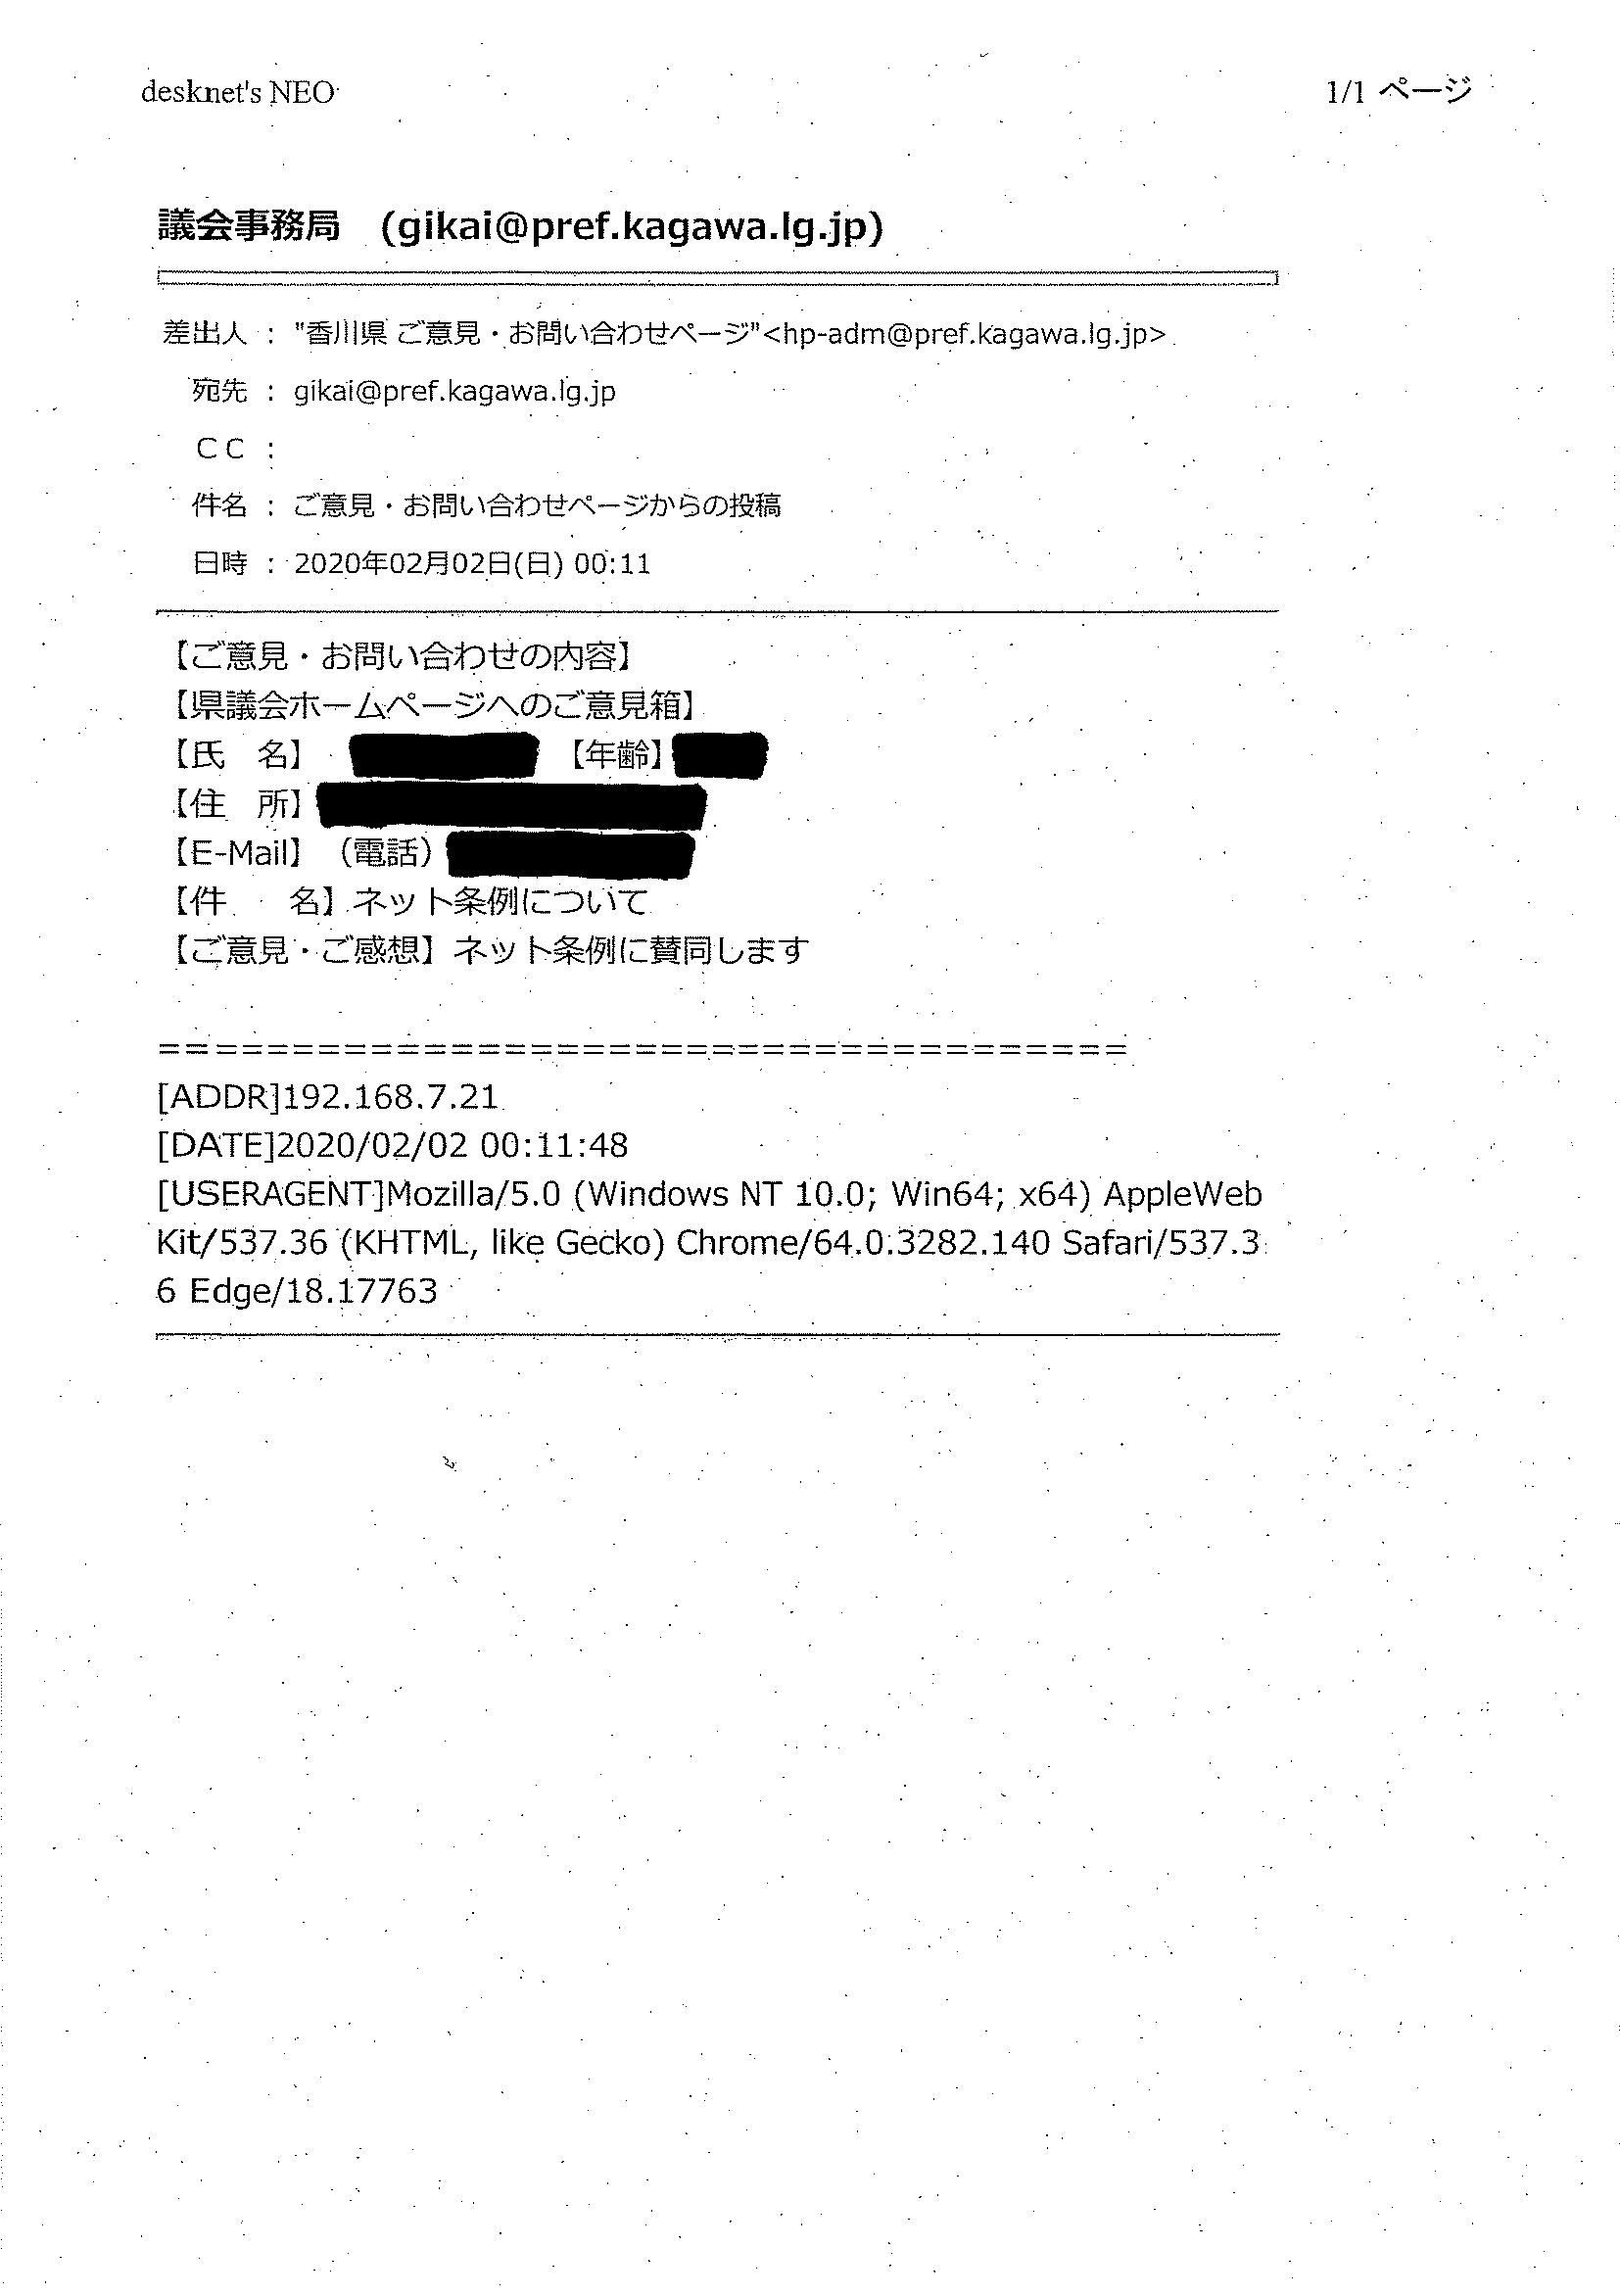 desknet's NEO
1/1 ページ
議会事務局　(gikai@pref.kagawa.lg.jp)
差出人 : "香川県 ご意見・お問い合わせページ"<hp-adm@pref.kagawa.lg.jp>
宛先 : gikai@pref.kagawa.lg.jp
ＣＣ :
件名 : ご意見・お問い合わせページからの投稿
日時 : 2020年02月02日(日) 00:11
【ご意見・お問い合わせの内容】
【県議会ホームページへのご意見箱】
【氏　名】　【年齢】
【住　所】
【E-Mail】（電話）
【件　　名】ネット条例について
【ご意見・ご感想】ネット条例に賛同します
=====================================
[ADDR]192.168.7.21
[DATE]2020/02/02 00:11:48
[USERAGENT]Mozilla/5.0 (Windows NT 10.0; Win64; x64) AppleWeb
Kit/537.36 (KHTML, like Gecko) Chrome/64.0.3282.140 Safari/537.3
6 Edge/18.17763